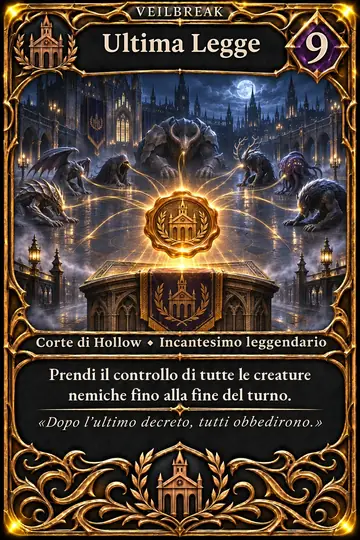 VEILBREAK
Ultima Legge
9
Corte di Hollow • Incantesimo leggendario
Prendi il controllo di tutte le creature
nemiche fino alla fine del turno.
«Dopo l'ultimo decreto, tutti obbedirono.»